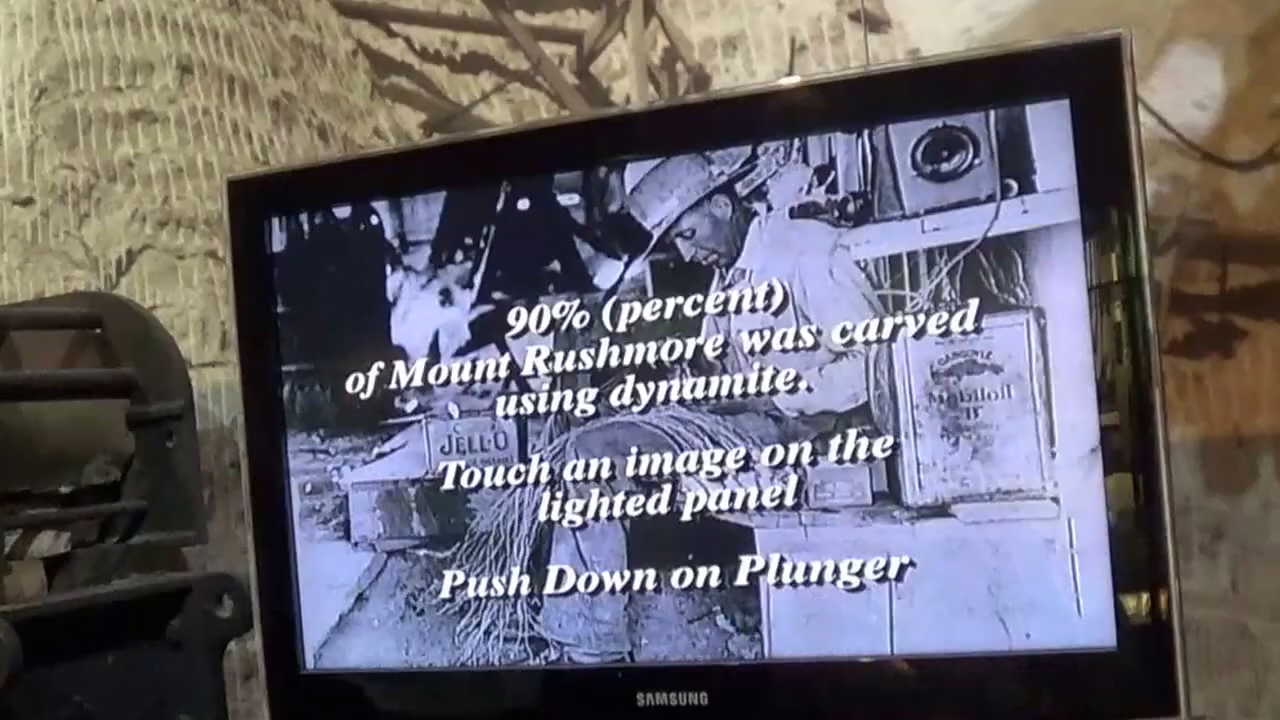 90% (percent)
of Mount Rushmore was carved
using dynamite.
JELL-O
Touch an image on the
lighted panel
Push Down on Plunger
GARGOYLE
Mobiloil
SAMSUNG